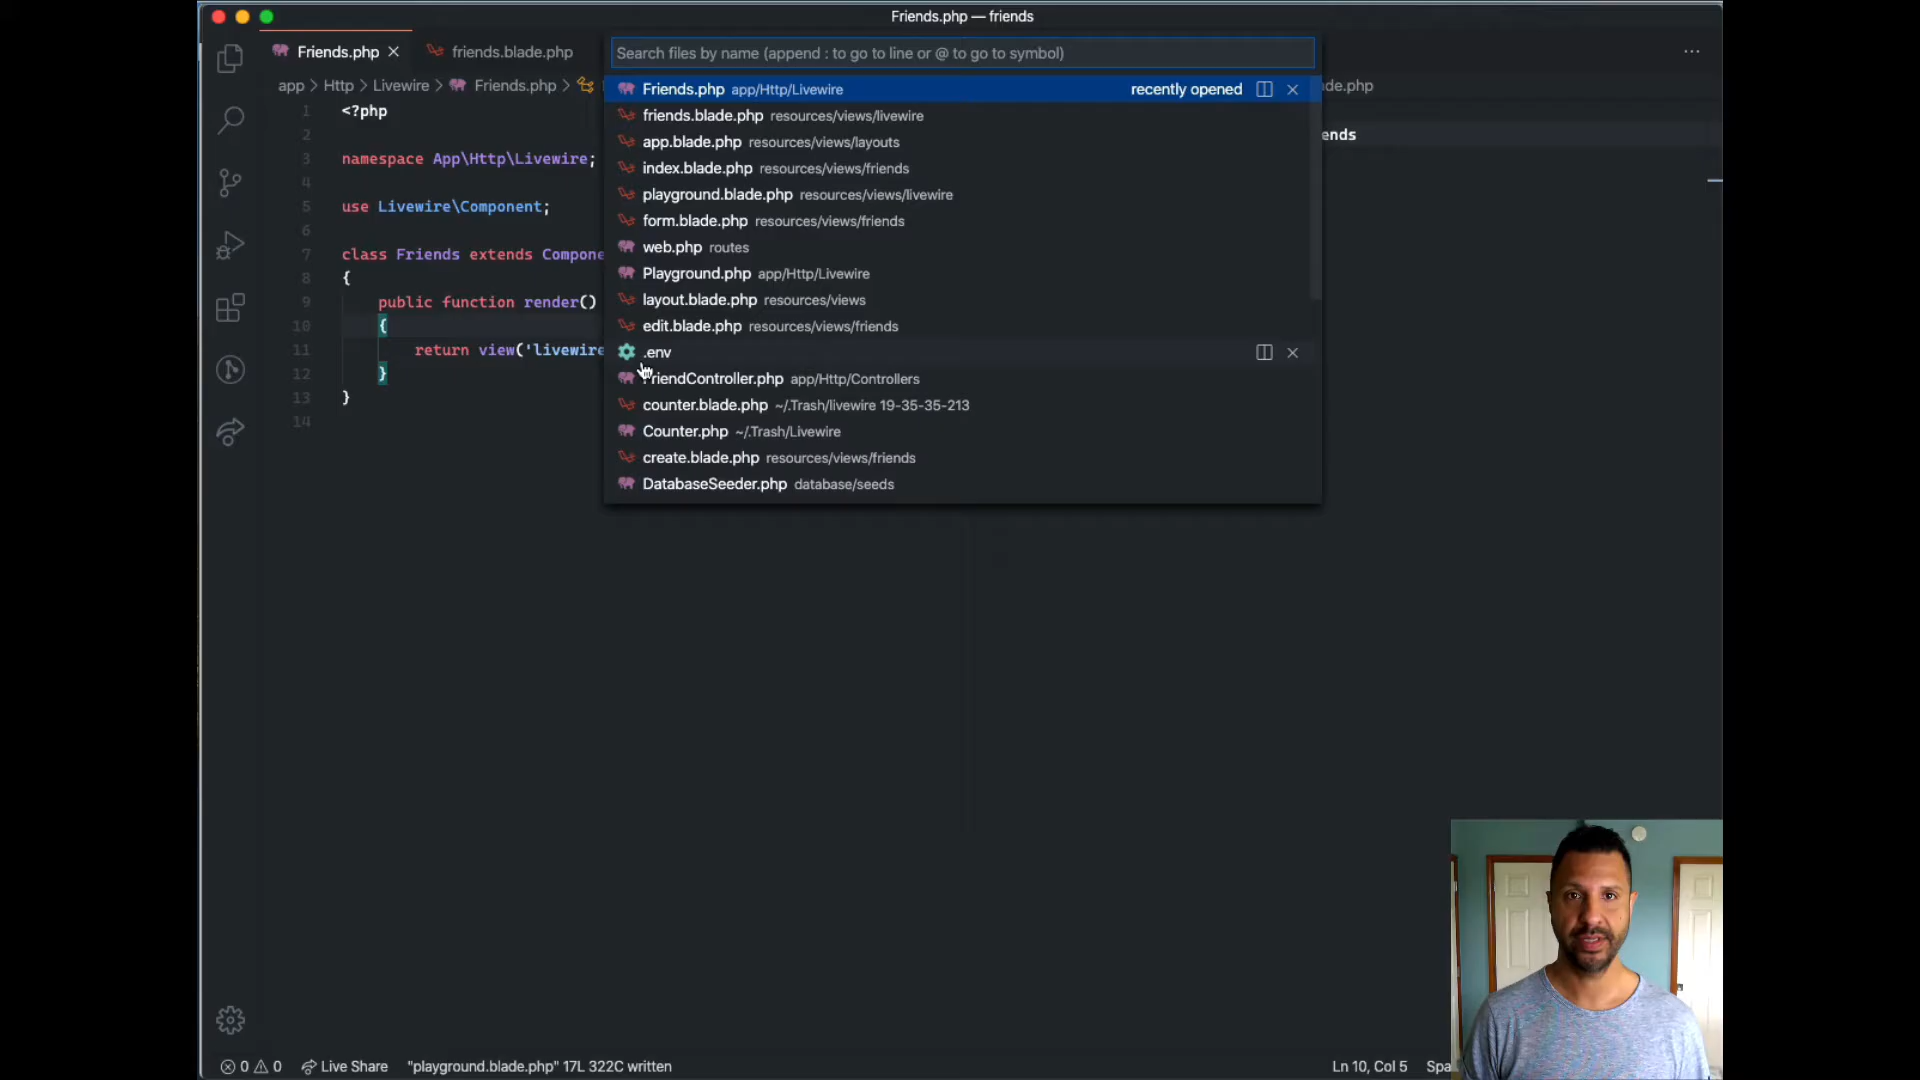 Friends.php — friends
Friends.php
friends.blade.php
Search files by name (append : to go to line or @ to go to symbol)
app > Http > Livewire > Friends.php >
de.php
Friends.php app/Http/Livewire recently opened
friends.blade.php resources/views/livewire
app.blade.php resources/views/layouts
index.blade.php resources/views/friends
playground.blade.php resources/views/livewire
form.blade.php resources/views/friends
web.php routes
Playground.php app/Http/Livewire
layout.blade.php resources/views
edit.blade.php resources/views/friends
.env
riendController.php app/Http/Controllers
counter.blade.php ~/.Trash/livewire 19-35-35-213
Counter.php ~/.Trash/Livewire
create.blade.php resources/views/friends
DatabaseSeeder.php database/seeds
1 <?php
2
3 namespace App\Http\Livewire;
4
5 use Livewire\Component;
6
7 class Friends extends Compone
8 {
9 public function render()
10 {
11 return view('livewire
12 }
13 }
14
ends
0 0 Live Share "playground.blade.php" 17L 322C written
Ln 10, Col 5 Spa